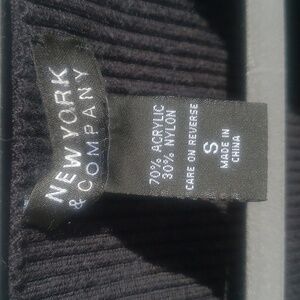 NEW YORK
& COMPANY
70% ACRYLIC
30% NYLON
CARE ON REVERSE
S
MADE IN
CHINA